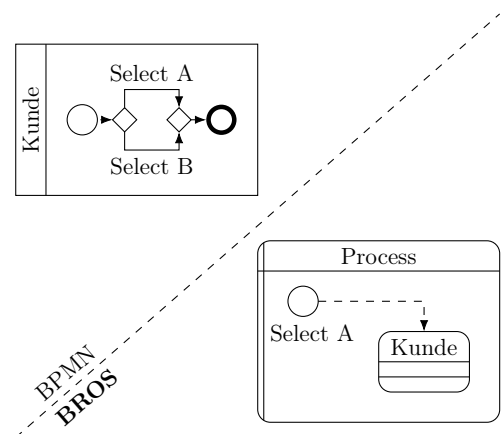 Select A
Kunde
Select B
Process
Select A
Kunde
BPMN
BROS